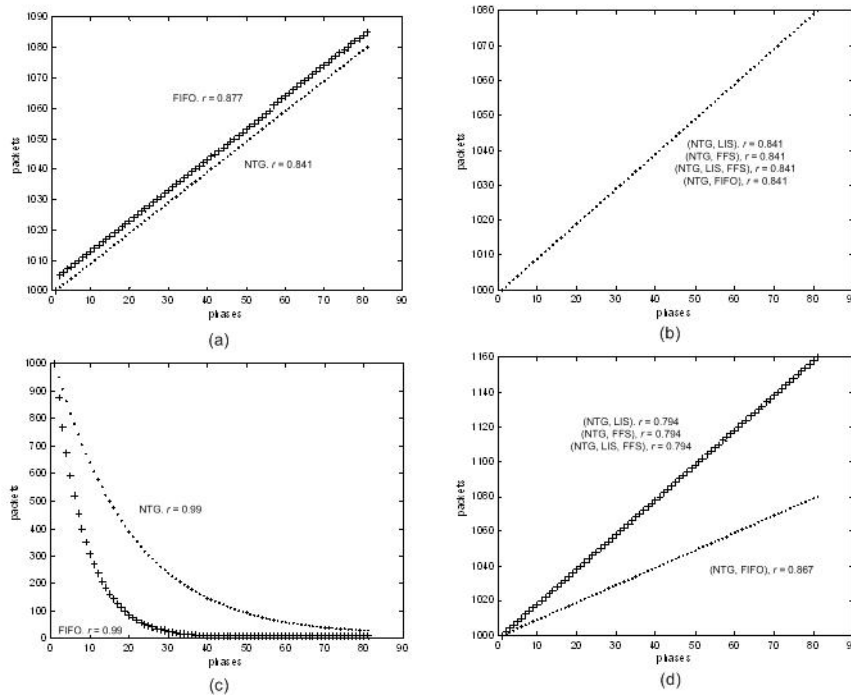 1090
1080
1070
1060
1050
1040
1030
1020
1010
1000
packets
FIFO. r = 0.877
NTG. r = 0.841
0 10 20 30 40 50 60 70 80 90
phases
(a)
1080
1070
1060
1050
1040
1030
1020
1010
1000
packets
(NTG, LIS). r = 0.841
(NTG, FFS), r = 0.841
(NTG, LIS, FFS), r = 0.841
(NTG, FIFO), r = 0.841
0 10 20 30 40 50 60 70 80 90
phases
(b)
1000
900
800
700
600
500
400
300
200
100
0
packets
NTG. r = 0.99
FIFO. r = 0.99
0 10 20 30 40 50 60 70 80 90
phases
(c)
1160
1140
1120
1100
1080
1060
1040
1020
1000
packets
(NTG, LIS). r = 0.794
(NTG, FFS), r = 0.794
(NTG, LIS, FFS), r = 0.794
(NTG, FIFO), r = 0.867
0 10 20 30 40 50 60 70 80 90
phases
(d)